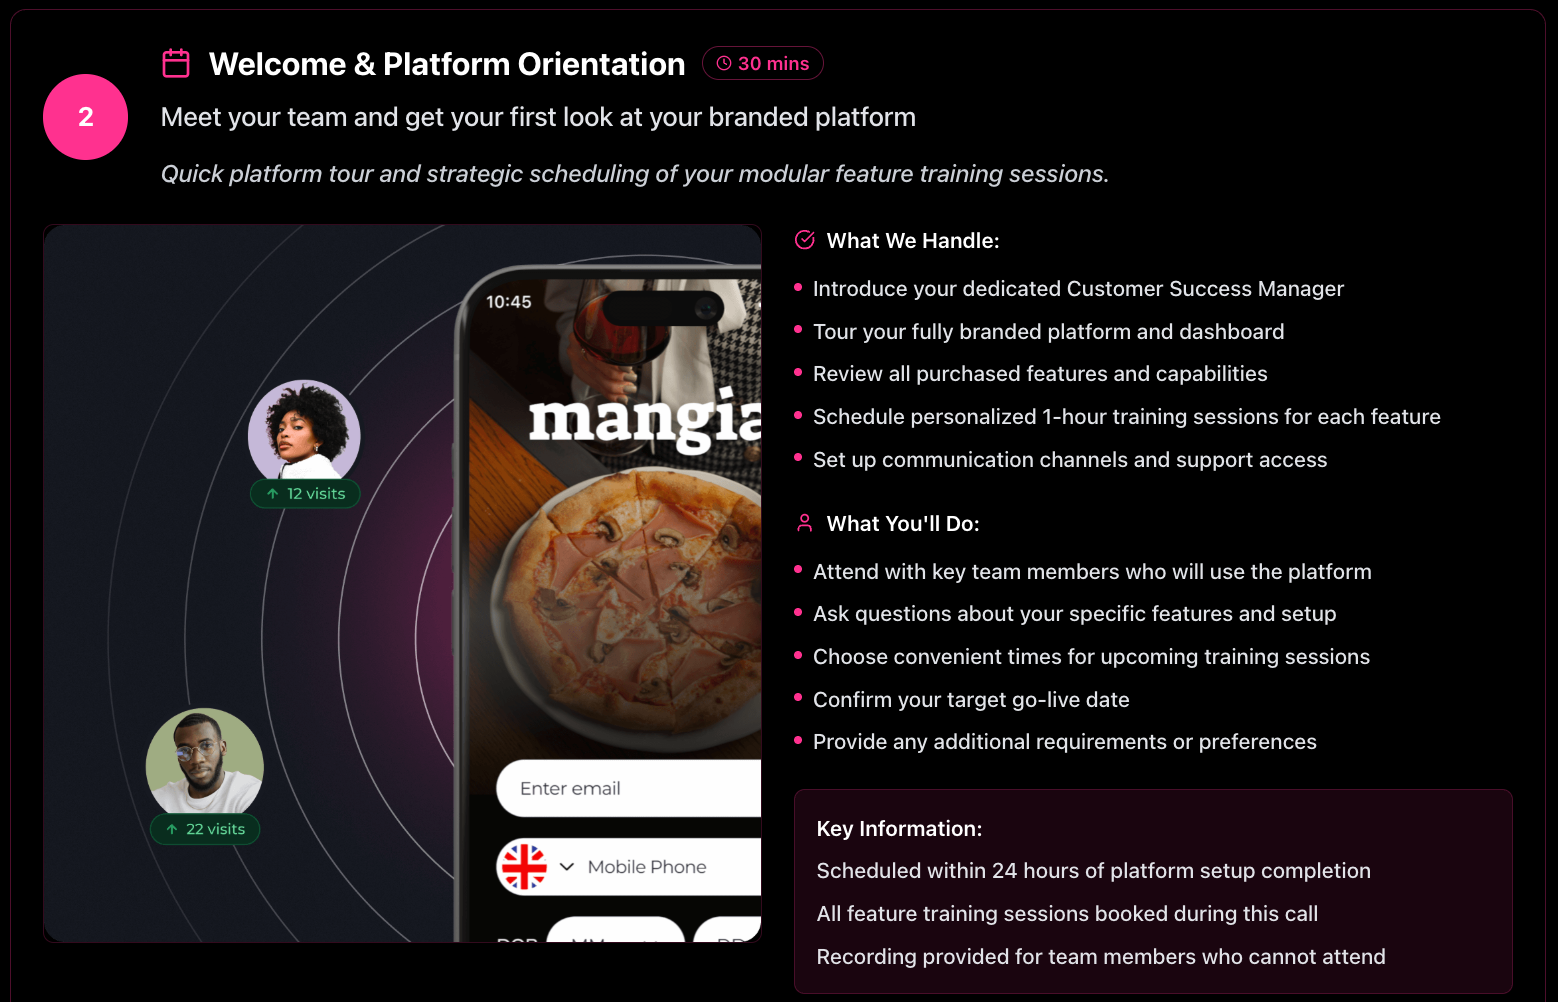 Welcome & Platform Orientation
30 mins
2
Meet your team and get your first look at your branded platform
Quick platform tour and strategic scheduling of your modular feature training sessions.
10:45
mangia
12 visits
22 visits
Enter email
Mobile Phone
DOB
MM
DD
What We Handle:
Introduce your dedicated Customer Success Manager
Tour your fully branded platform and dashboard
Review all purchased features and capabilities
Schedule personalized 1-hour training sessions for each feature
Set up communication channels and support access
What You'll Do:
Attend with key team members who will use the platform
Ask questions about your specific features and setup
Choose convenient times for upcoming training sessions
Confirm your target go-live date
Provide any additional requirements or preferences
Key Information:
Scheduled within 24 hours of platform setup completion
All feature training sessions booked during this call
Recording provided for team members who cannot attend